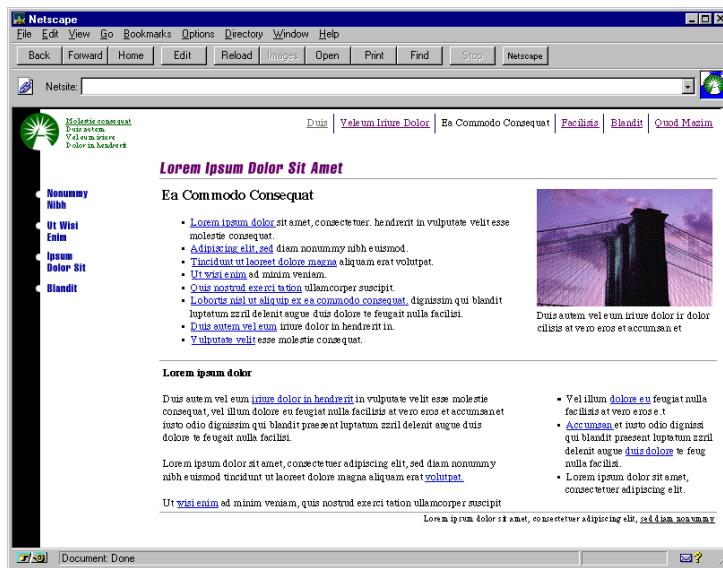 Netscape
File Edit View Go Bookmarks Options Directory Window Help
Back Forward Home Edit Reload Images Open Print Find Stop Netscape
Netsite:
Molestie consequat
Duis autem
Vel eum iriure
Dolor in hendrerit
Duis Veleum Iriure Dolor Ea Commodo Consequat Facilisis Blandit Quod Mazim
Lorem Ipsum Dolor Sit Amet
Nonummy
Nibh
Ut Wisi
Enim
Ipsum
Dolor Sit
Blandit
Ea Commodo Consequat
Lorem ipsum dolor sit amet, consectetuer. hendrerit in vulputate velit esse
molestie consequat.
Adipiscing elit, sed diam nonummy nibh euismod.
Tincidunt ut laoreet dolore magna aliquam erat volutpat.
Ut wisi enim ad minim veniam.
Quis nostrud exerci tation ullamcorper suscipit.
Lobortis nisl ut aliquip ex ea commodo consequat. dignissim qui blandit
luptatum zzril delenit augue duis dolore te feugait nulla facilisi.
Duis autem vel eum iriure dolor in hendrerit in.
Vulputate velit esse molestie consequat.
Duis autem vel eum iriure dolor ir dolor
cilisis at vero eros et accumsan et
Lorem ipsum dolor
Duis autem vel eum iriure dolor in hendrerit in vulputate velit esse molestie
consequat, vel illum dolore eu feugiat nulla facilisis at vero eros et accumsan et
iusto odio dignissim qui blandit praesent luptatum zzril delenit augue duis
dolore te feugait nulla facilisi.
Lorem ipsum dolor sit amet, consectetuer adipiscing elit, sed diam nonummy
nibh euismod tincidunt ut laoreet dolore magna aliquam erat volutpat.
Ut wisi enim ad minim veniam, quis nostrud exerci tation ullamcorper suscipit
Vel illum dolore eu feugiat nulla
facilisis at vero eros e.t
Accumsan et iusto odio dignissi
qui blandit praesent luptatum zzril
delenit augue duis dolore te feug
nulla facilisi.
Lorem ipsum dolor sit amet,
consectetuer adipiscing elit.
Lorem ipsum dolor sit amet, consectetuer adipiscing elit, sed diam nonummy
Document: Done